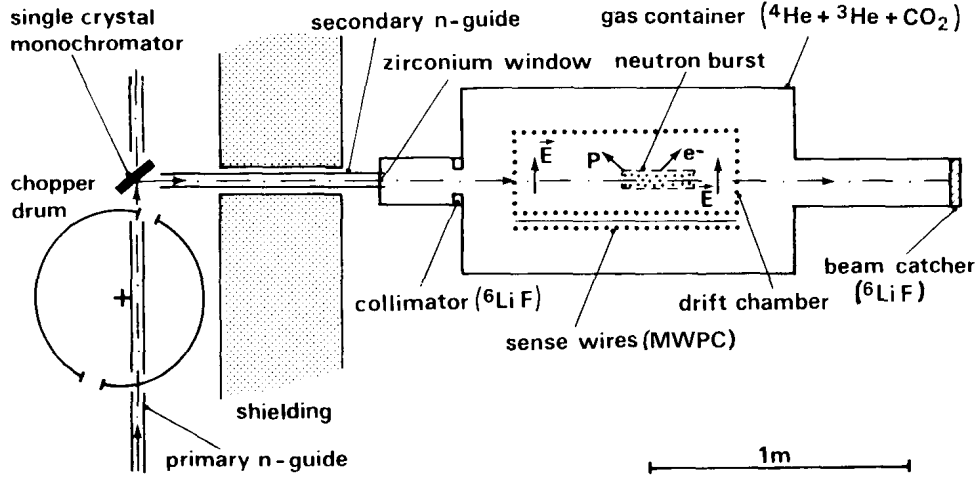 single crystal
monochromator
secondary n-guide
zirconium window
gas container (⁴He + ³He + CO₂)
neutron burst
chopper
drum
E⃗
P
e-
E⃗
collimator (⁶LiF)
sense wires (MWPC)
drift chamber
beam catcher
(⁶LiF)
shielding
primary n-guide
1m